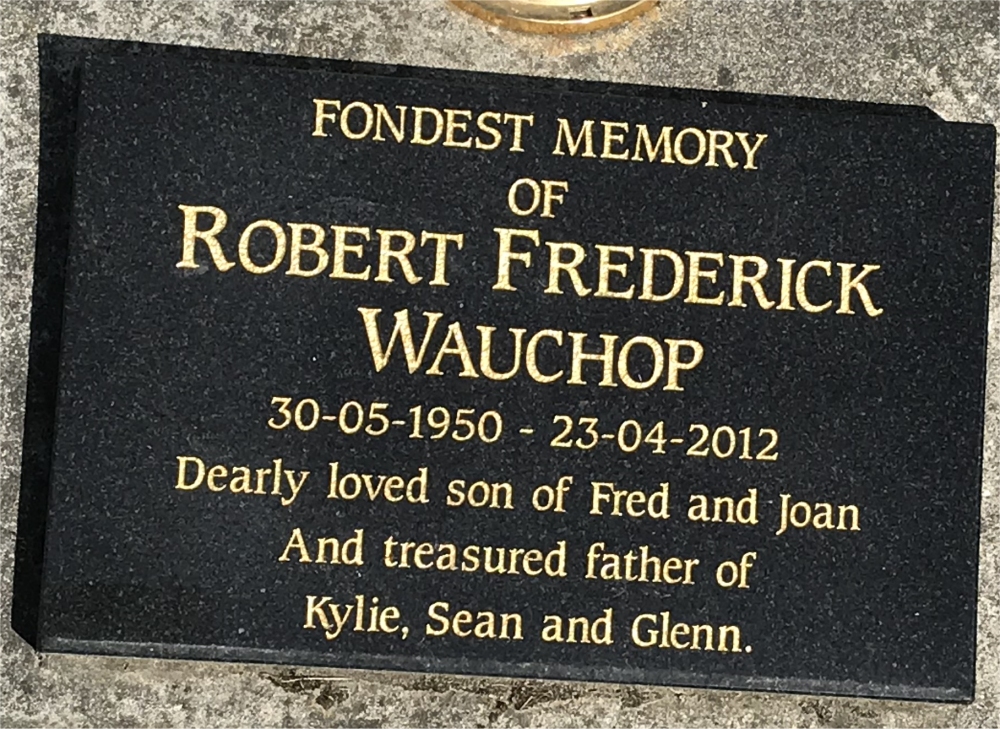 FONDEST MEMORY
OF
ROBERT FREDERICK
WAUCHOP
30-05-1950 - 23-04-2012
Dearly loved son of Fred and Joan
And treasured father of
Kylie, Sean and Glenn.